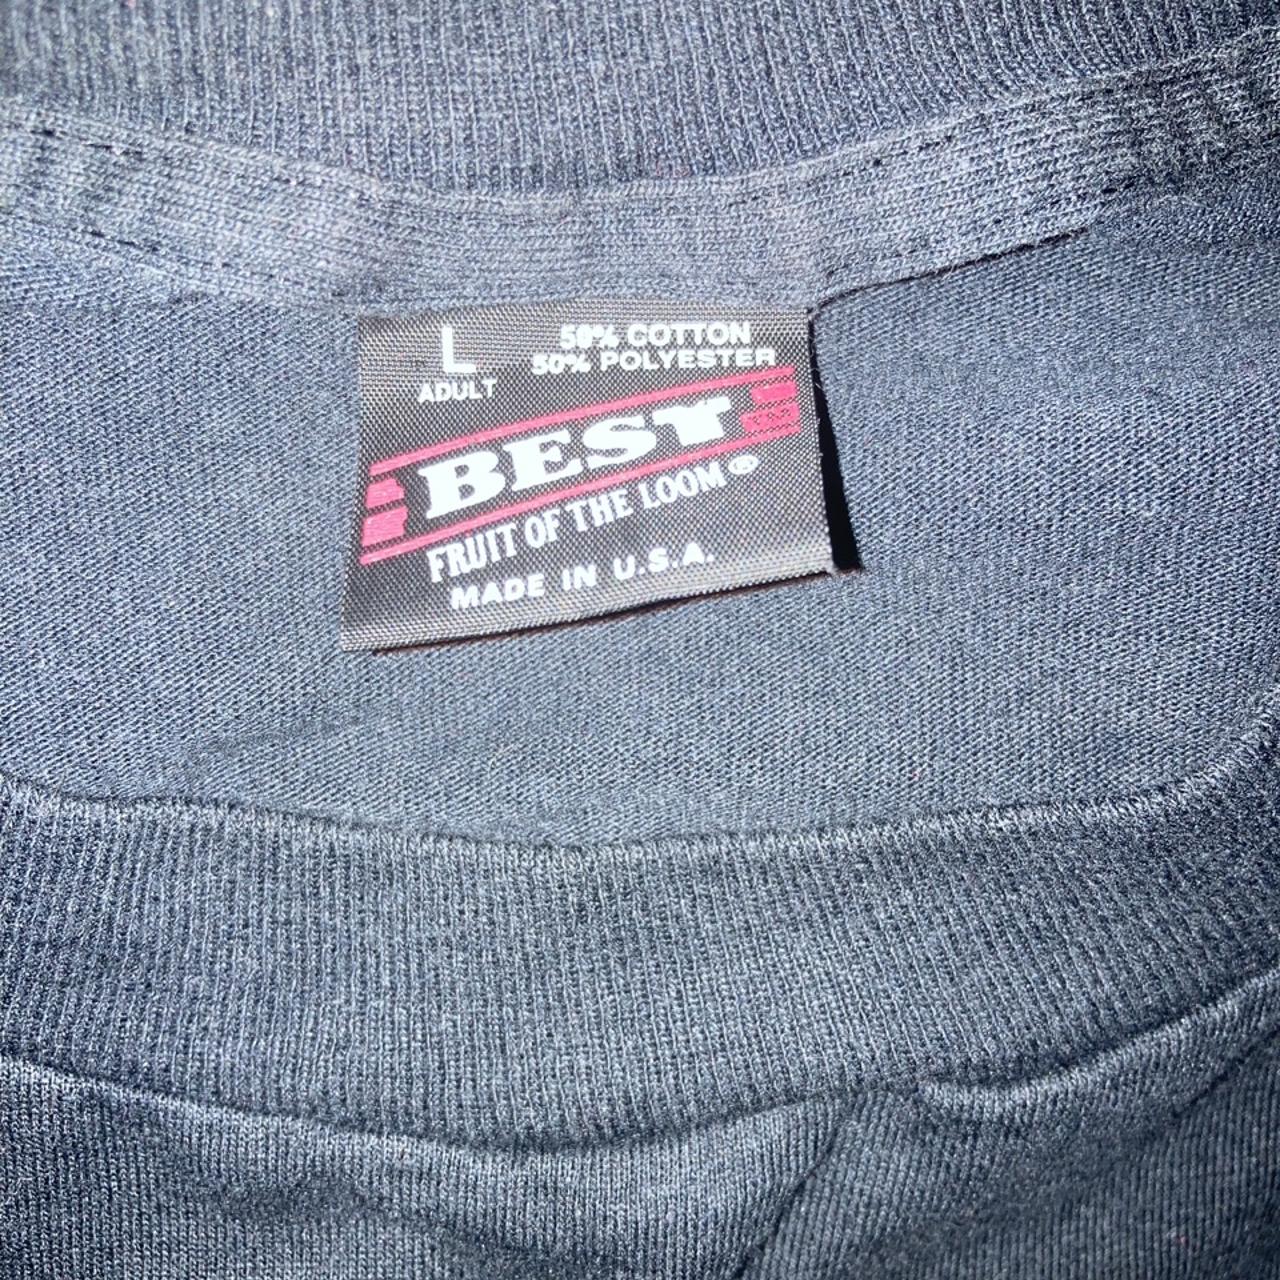 L
ADULT
50% COTTON
50% POLYESTER
BEST
FRUIT OF THE LOOM®
MADE IN U.S.A.